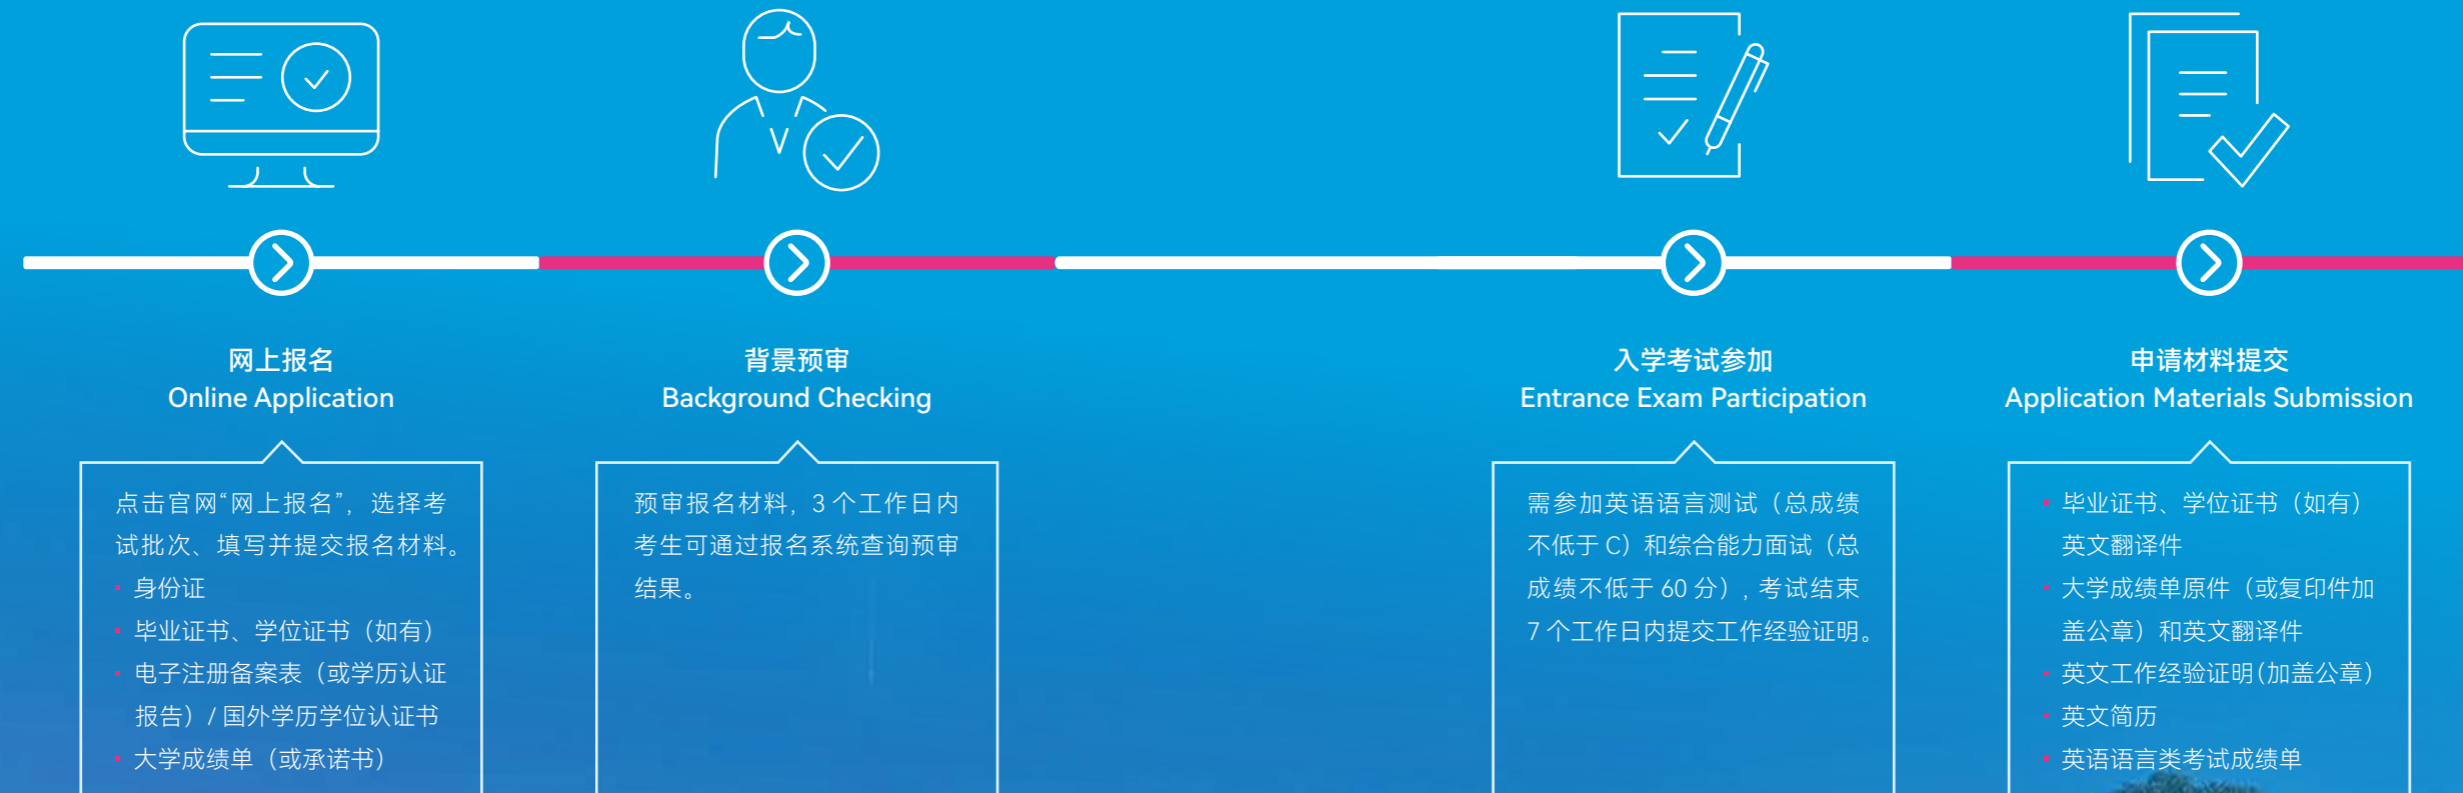 网上报名
Online Application
点击官网“网上报名”，选择考
试批次、填写并提交报名材料。
· 身份证
· 毕业证书、学位证书（如有）
· 电子注册备案表（或学历认证
报告）/ 国外学历学位认证书
· 大学成绩单（或承诺书）
背景预审
Background Checking
预审报名材料，3 个工作日内
考生可通过报名系统查询预审
结果。
入学考试参加
Entrance Exam Participation
需参加英语语言测试（总成绩
不低于 C）和综合能力面试（总
成绩不低于 60 分），考试结束
7 个工作日内提交工作经验证明。
申请材料提交
Application Materials Submission
· 毕业证书、学位证书（如有）
英文翻译件
· 大学成绩单原件（或复印件加
盖公章）和英文翻译件
· 英文工作经验证明（加盖公章）
· 英文简历
· 英语语言类考试成绩单